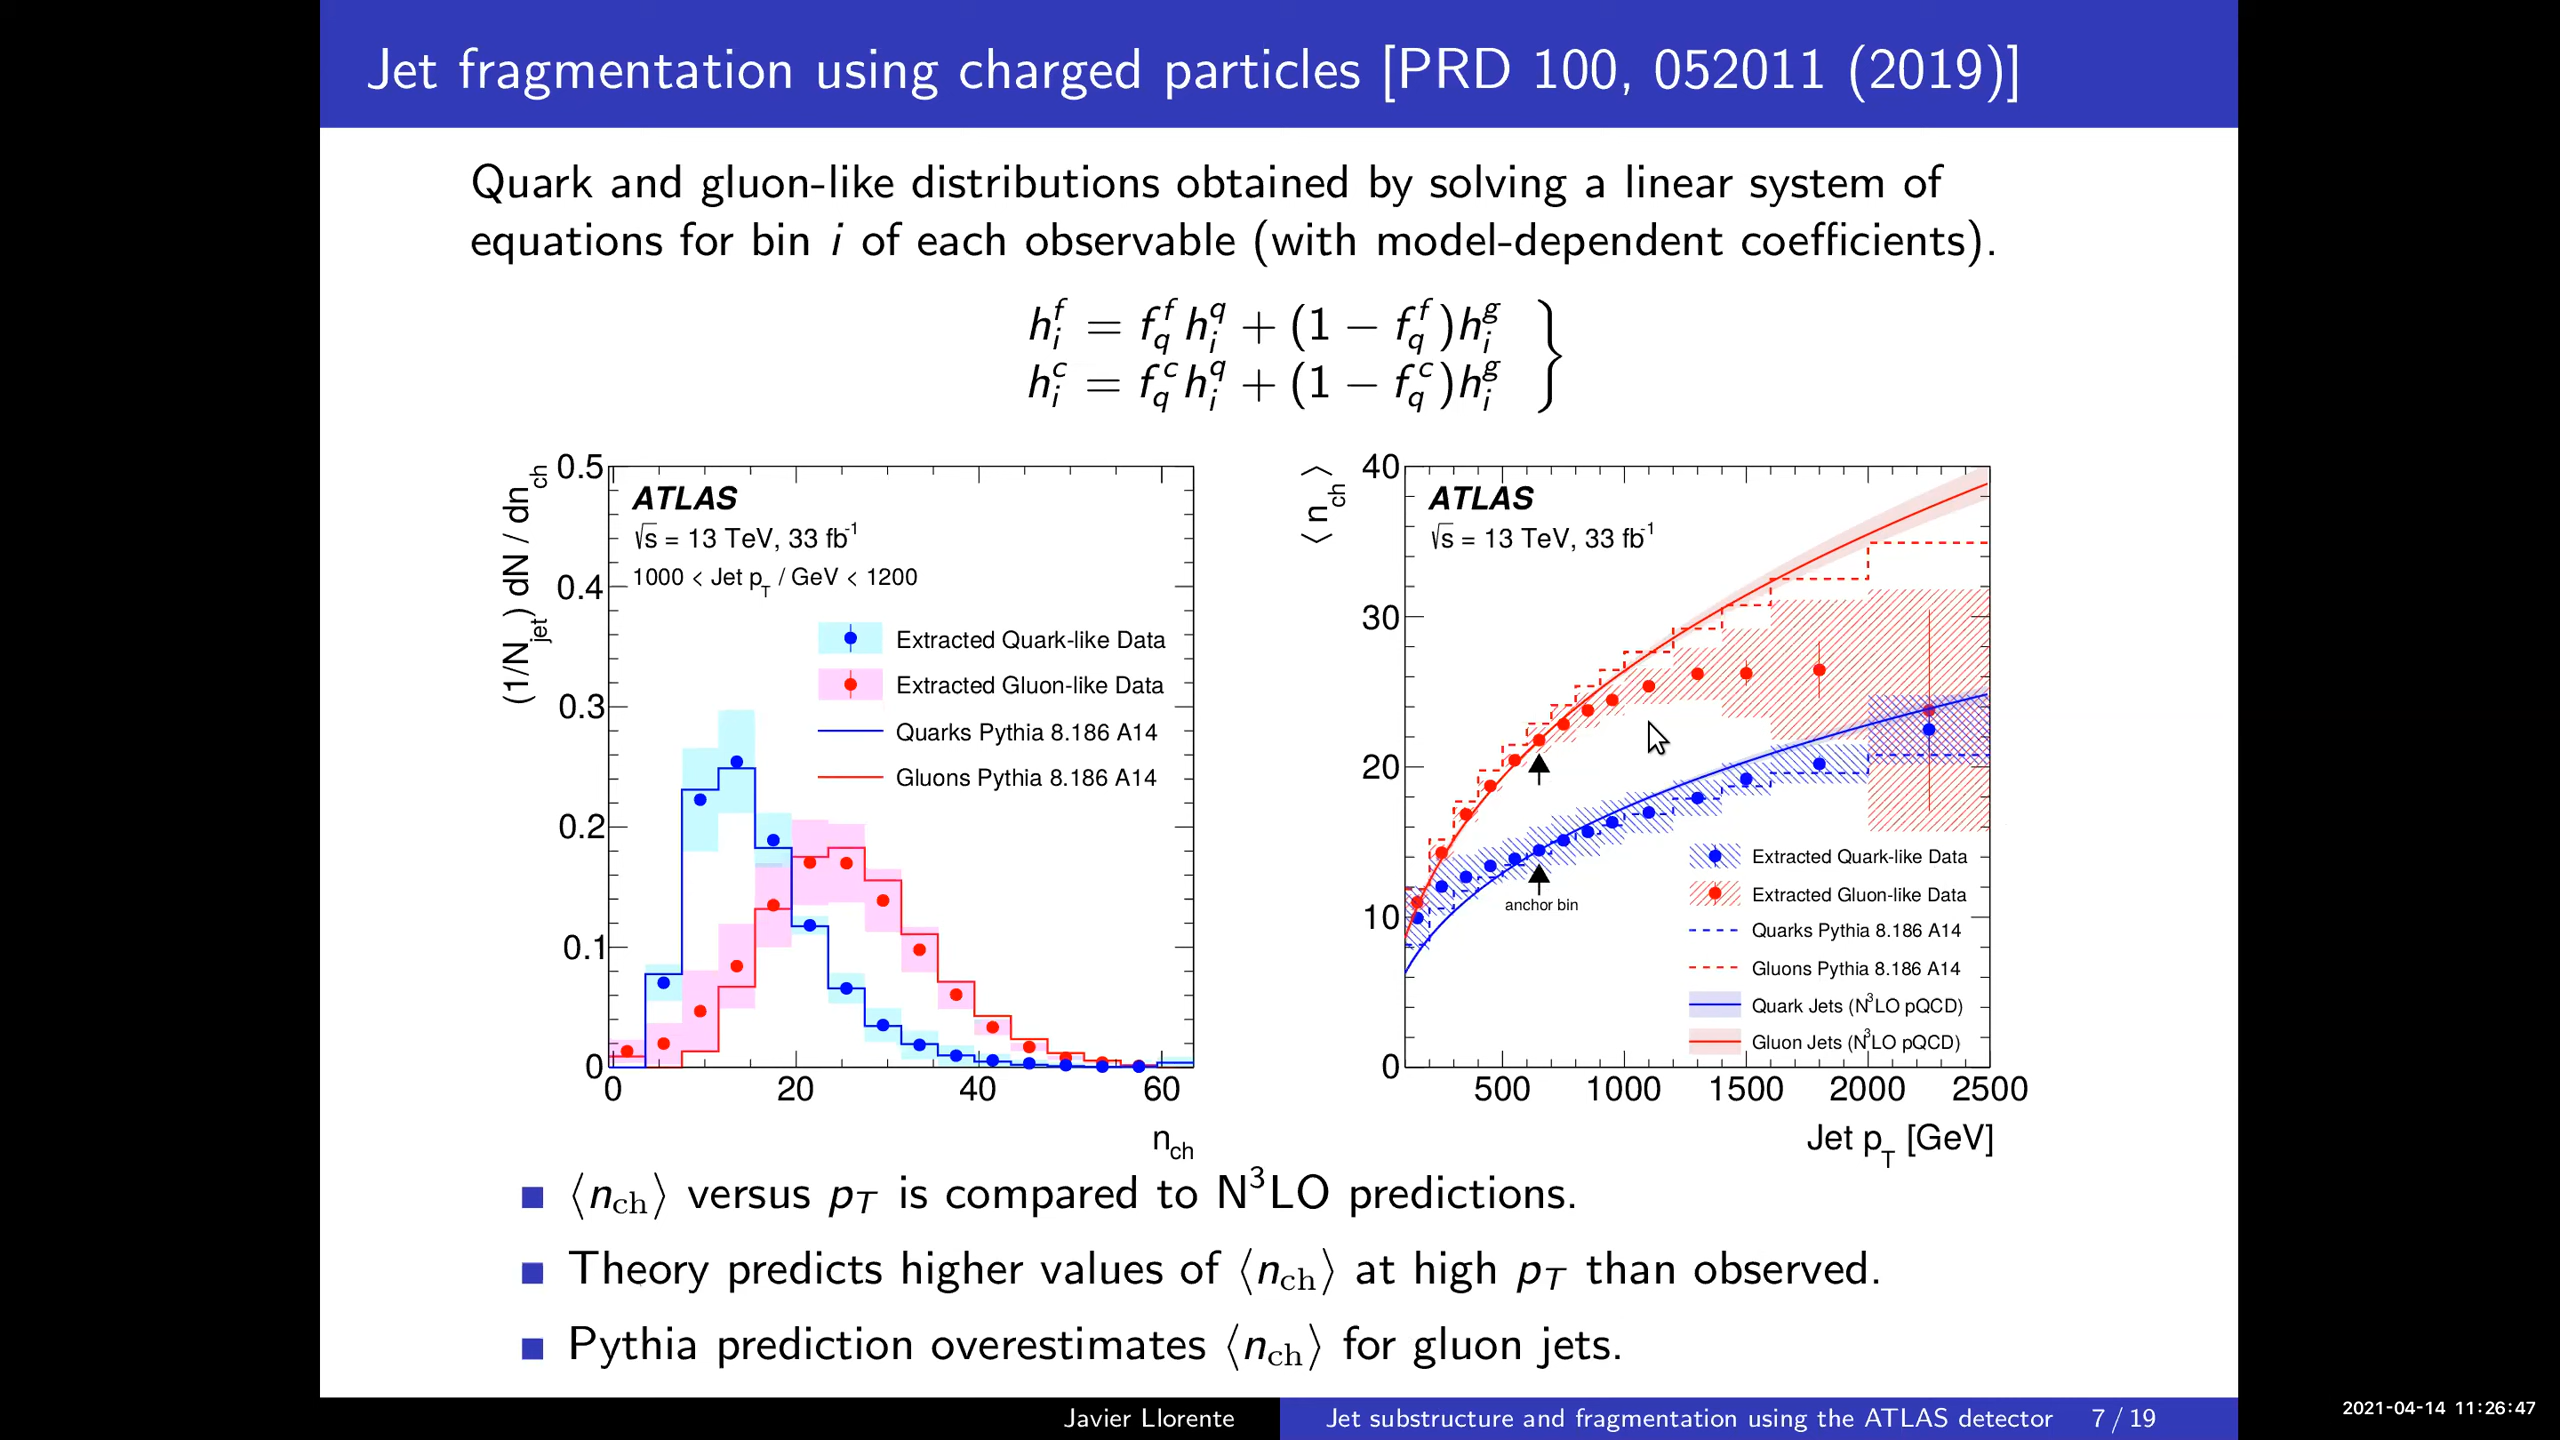 Jet fragmentation using charged particles [PRD 100, 052011 (2019)]
Quark and gluon-like distributions obtained by solving a linear system of
equations for bin i of each observable (with model-dependent coefficients).
h_i^f = f_q^f h_i^q + (1 − f_q^f)h_i^g
h_i^c = f_q^c h_i^q + (1 − f_q^c)h_i^g }
(1/N_jet) dN / dn_ch
0.5
0.4
0.3
0.2
0.1
0
ATLAS
√s = 13 TeV, 33 fb^-1
1000 < Jet p_T / GeV < 1200
Extracted Quark-like Data
Extracted Gluon-like Data
Quarks Pythia 8.186 A14
Gluons Pythia 8.186 A14
0 20 40 60
n_ch
⟨n_ch⟩
40
30
20
10
0
ATLAS
√s = 13 TeV, 33 fb^-1
anchor bin
Extracted Quark-like Data
Extracted Gluon-like Data
Quarks Pythia 8.186 A14
Gluons Pythia 8.186 A14
Quark Jets (N^3LO pQCD)
Gluon Jets (N^3LO pQCD)
500 1000 1500 2000 2500
Jet p_T [GeV]
⟨n_ch⟩ versus p_T is compared to N^3LO predictions.
Theory predicts higher values of ⟨n_ch⟩ at high p_T than observed.
Pythia prediction overestimates ⟨n_ch⟩ for gluon jets.
Javier Llorente
Jet substructure and fragmentation using the ATLAS detector 7 / 19
2021-04-14 11:26:47